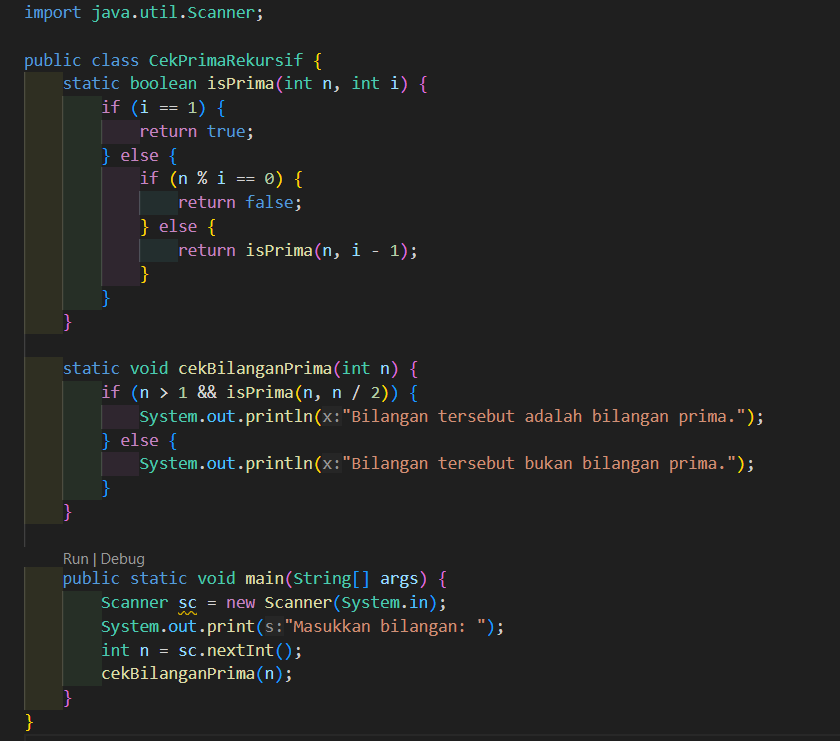 import java.util.Scanner;
public class CekPrimaRekursif {
    static boolean isPrima(int n, int i) {
        if (i == 1) {
            return true;
        } else {
            if (n % i == 0) {
                return false;
            } else {
                return isPrima(n, i - 1);
            }
        }
    }
    static void cekBilanganPrima(int n) {
        if (n > 1 && isPrima(n, n / 2)) {
            System.out.println(x:"Bilangan tersebut adalah bilangan prima.");
        } else {
            System.out.println(x:"Bilangan tersebut bukan bilangan prima.");
        }
    }
    Run | Debug
    public static void main(String[] args) {
        Scanner sc = new Scanner(System.in);
        System.out.print(s:"Masukkan bilangan: ");
        int n = sc.nextInt();
        cekBilanganPrima(n);
    }
}